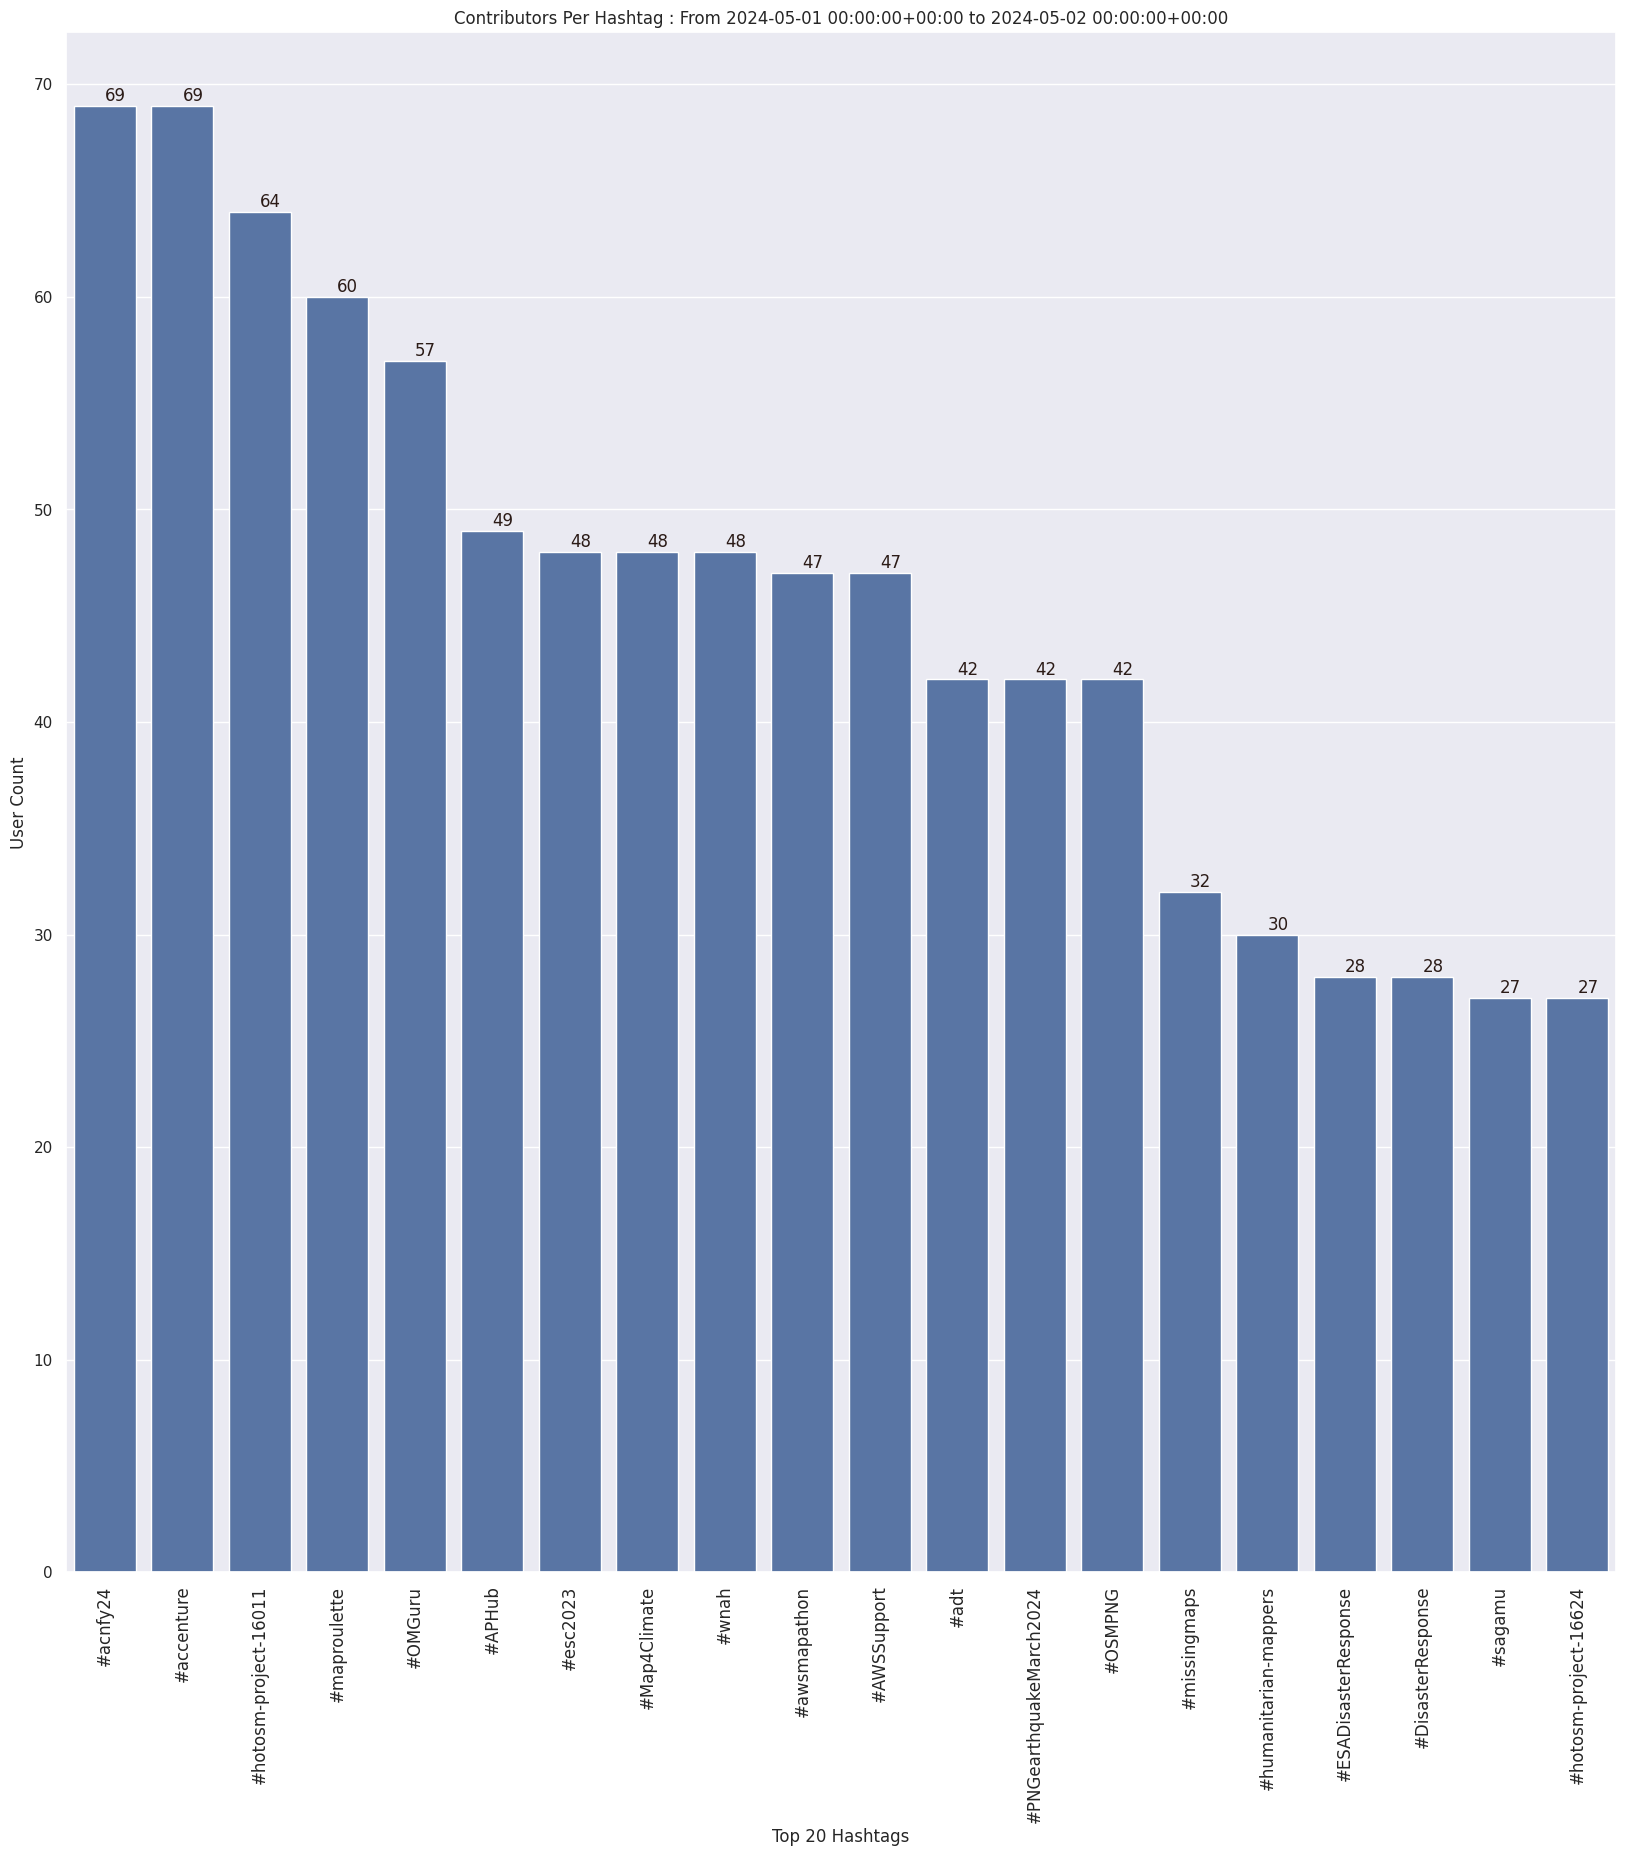 Contributors Per Hashtag : From 2024-05-01 00:00:00+00:00 to 2024-05-02 00:00:00+00:00
User Count
70
60
50
40
30
20
10
0
69
69
64
60
57
49
48
48
48
47
47
42
42
42
32
30
28
28
27
27
#acnfy24
#accenture
#hotosm-project-16011
#maproulette
#OMGuru
#APHub
#esc2023
#Map4Climate
#wnah
#awsmapathon
#AWSSupport
#adt
#PNGearthquakeMarch2024
#OSMPNG
#missingmaps
#humanitarian-mappers
#ESADisasterResponse
#DisasterResponse
#sagamu
#hotosm-project-16624
Top 20 Hashtags